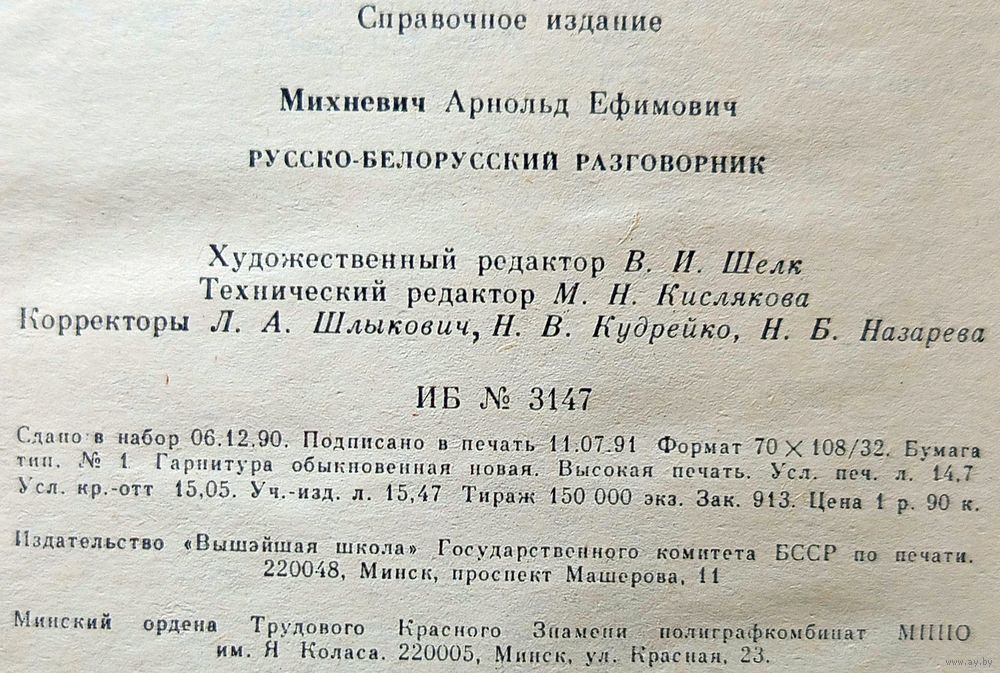 Справочное издание
Михневич Арнольд Ефимович
РУССКО-БЕЛОРУССКИЙ РАЗГОВОРНИК
Художественный редактор В. И. Шелк
Технический редактор М. Н. Кислякова
Корректоры Л. А. Шлыкович, Н. В. Кудрейко, Н. Б. Назарева
ИБ № 3147
Сдано в набор 06.12.90. Подписано в печать 11.07.91 Формат 70 × 108/32. Бумага
тип. № 1 Гарнитура обыкновенная новая. Высокая печать. Усл. печ. л. 14,7
Усл. кр.-отт 15,05. Уч.-изд. л. 15,47 Тираж 150 000 экз. Зак. 913. Цена 1 р. 90 к.
Издательство «Вышэйшая школа» Государственного комитета БССР по печати.
220048, Минск, проспект Машерова, 11
Минский ордена Трудового Красного Знамени полиграфкомбинат МППО
им. Я Коласа. 220005, Минск, ул. Красная, 23.
www.ay.by